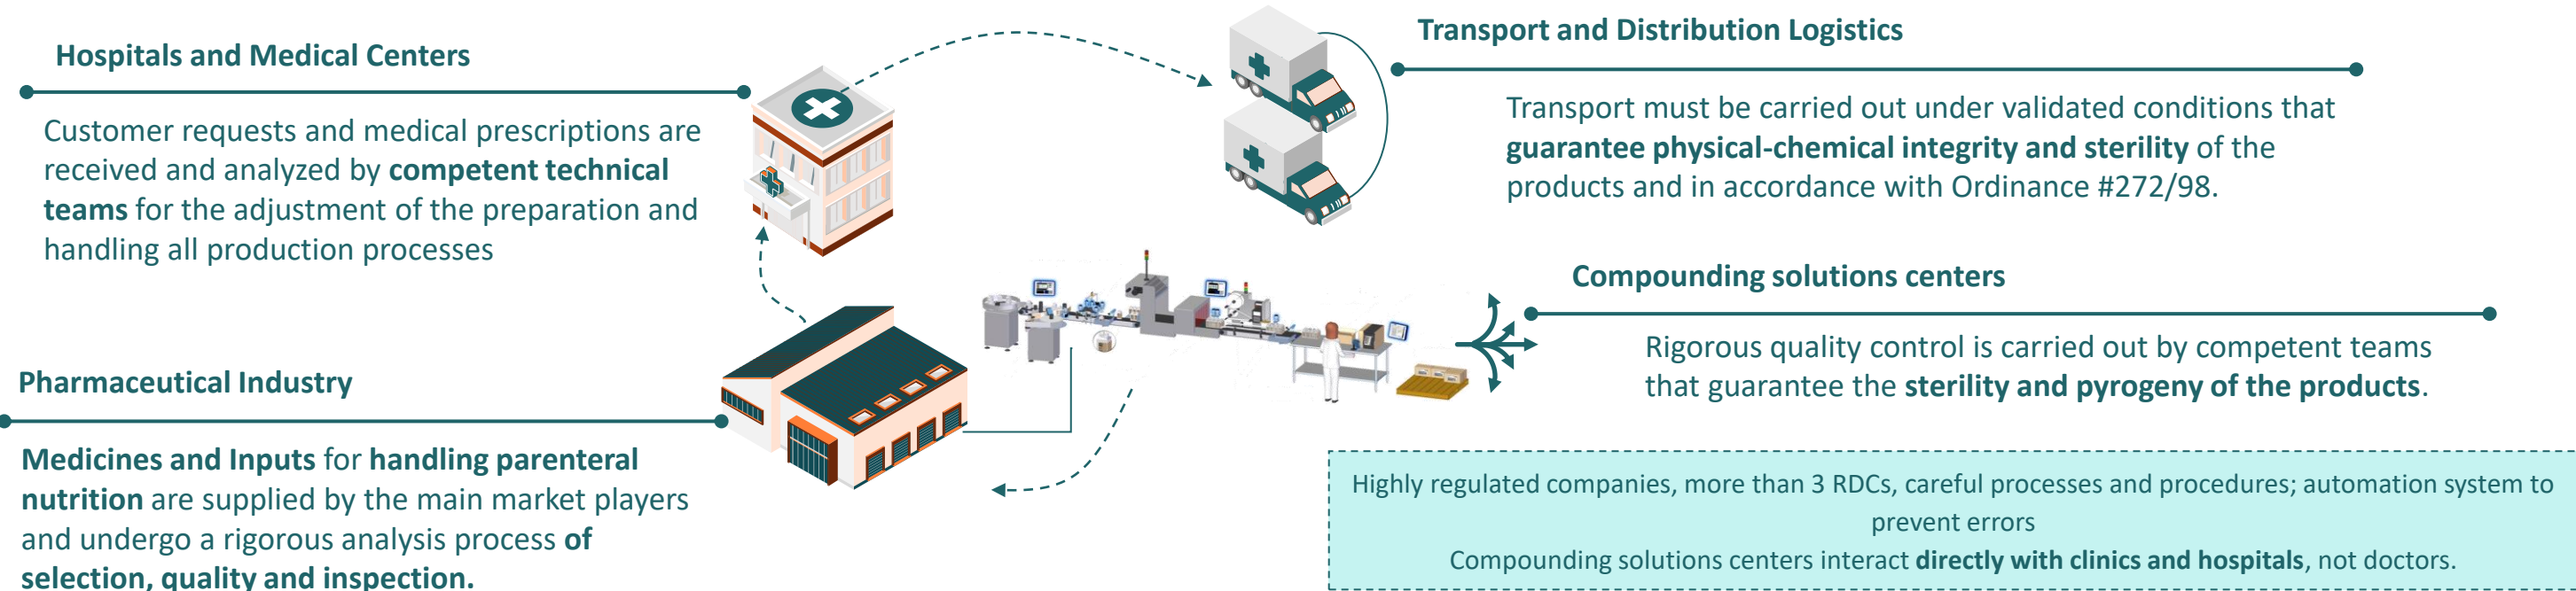 Hospitals and Medical Centers
Customer requests and medical prescriptions are
received and analyzed by competent technical
teams for the adjustment of the preparation and
handling all production processes
Transport and Distribution Logistics
Transport must be carried out under validated conditions that
guarantee physical-chemical integrity and sterility of the
products and in accordance with Ordinance #272/98.
Compounding solutions centers
Rigorous quality control is carried out by competent teams
that guarantee the sterility and pyrogeny of the products.
Pharmaceutical Industry
Medicines and Inputs for handling parenteral
nutrition are supplied by the main market players
and undergo a rigorous analysis process of
selection, quality and inspection.
Highly regulated companies, more than 3 RDCs, careful processes and procedures; automation system to
prevent errors
Compounding solutions centers interact directly with clinics and hospitals, not doctors.